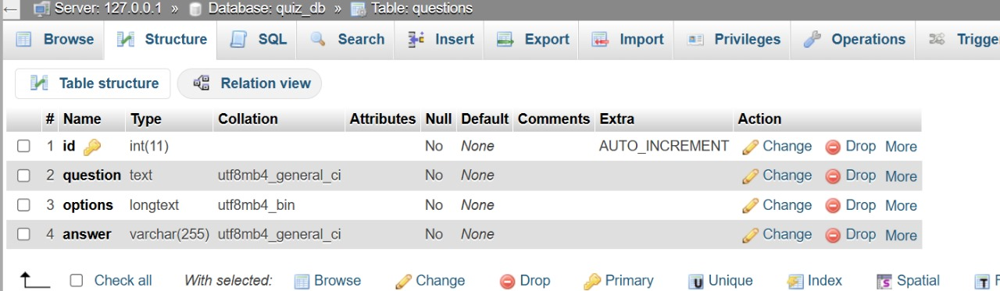 Server: 127.0.0.1 » Database: quiz_db » Table: questions
Browse Structure SQL Search Insert Export Import Privileges Operations Trigge
Table structure Relation view
# Name Type Collation Attributes Null Default Comments Extra Action
1 id int(11) No None AUTO_INCREMENT Change Drop More
2 question text utf8mb4_general_ci No None Change Drop More
3 options longtext utf8mb4_bin No None Change Drop More
4 answer varchar(255) utf8mb4_general_ci No None Change Drop More
Check all With selected: Browse Change Drop Primary Unique Index Spatial F